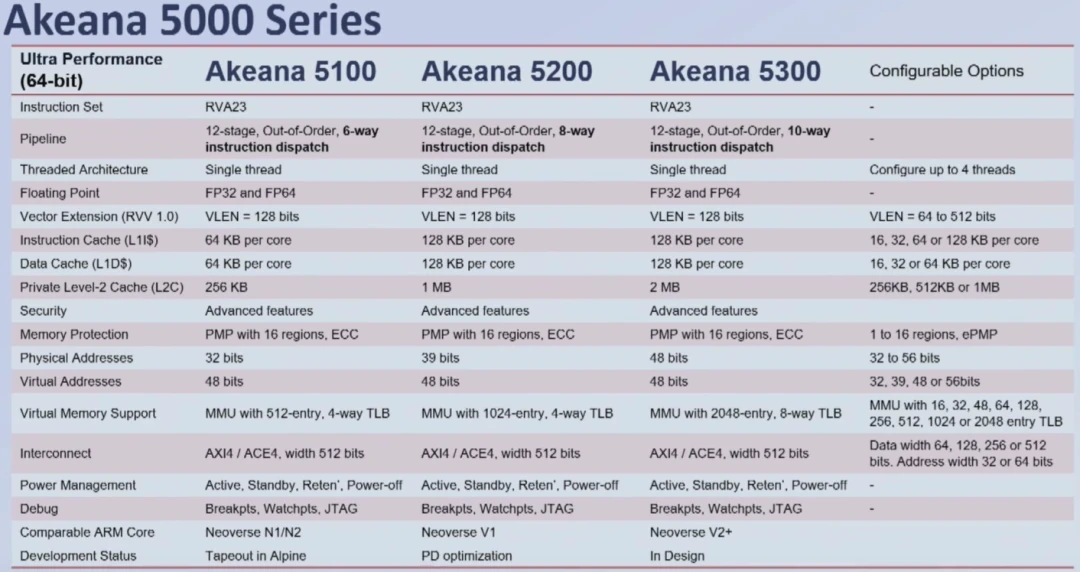 Akeana 5000 Series
Ultra Performance
(64-bit) Akeana 5100 Akeana 5200 Akeana 5300 Configurable Options
Instruction Set RVA23 RVA23 RVA23 -
Pipeline 12-stage, Out-of-Order, 6-way instruction dispatch 12-stage, Out-of-Order, 8-way instruction dispatch 12-stage, Out-of-Order, 10-way instruction dispatch -
Threaded Architecture Single thread Single thread Single thread Configure up to 4 threads
Floating Point FP32 and FP64 FP32 and FP64 FP32 and FP64 -
Vector Extension (RVV 1.0) VLEN = 128 bits VLEN = 128 bits VLEN = 128 bits VLEN = 64 to 512 bits
Instruction Cache (L1I$) 64 KB per core 128 KB per core 128 KB per core 16, 32, 64 or 128 KB per core
Data Cache (L1D$) 64 KB per core 128 KB per core 128 KB per core 16, 32 or 64 KB per core
Private Level-2 Cache (L2C) 256 KB 1 MB 2 MB 256KB, 512KB or 1MB
Security Advanced features Advanced features Advanced features
Memory Protection PMP with 16 regions, ECC PMP with 16 regions, ECC PMP with 16 regions, ECC 1 to 16 regions, ePMP
Physical Addresses 32 bits 39 bits 48 bits 32 to 56 bits
Virtual Addresses 48 bits 48 bits 48 bits 32, 39, 48 or 56bits
Virtual Memory Support MMU with 512-entry, 4-way TLB MMU with 1024-entry, 4-way TLB MMU with 2048-entry, 8-way TLB MMU with 16, 32, 48, 64, 128, 256, 512, 1024 or 2048 entry TLB
Interconnect AXI4 / ACE4, width 512 bits AXI4 / ACE4, width 512 bits AXI4 / ACE4, width 512 bits Data width 64, 128, 256 or 512 bits. Address width 32 or 64 bits
Power Management Active, Standby, Reten', Power-off Active, Standby, Reten', Power-off Active, Standby, Reten', Power-off -
Debug Breakpts, Watchpts, JTAG Breakpts, Watchpts, JTAG Breakpts, Watchpts, JTAG -
Comparable ARM Core Neoverse N1/N2 Neoverse V1 Neoverse V2+
Development Status Tapeout in Alpine PD optimization In Design